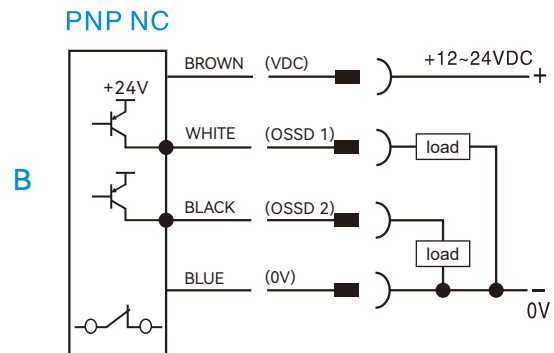 PNP NC
BROWN (VDC) +12~24VDC +
+24V
WHITE (OSSD 1) load
B
BLACK (OSSD 2)
load
BLUE (0V) −
0V